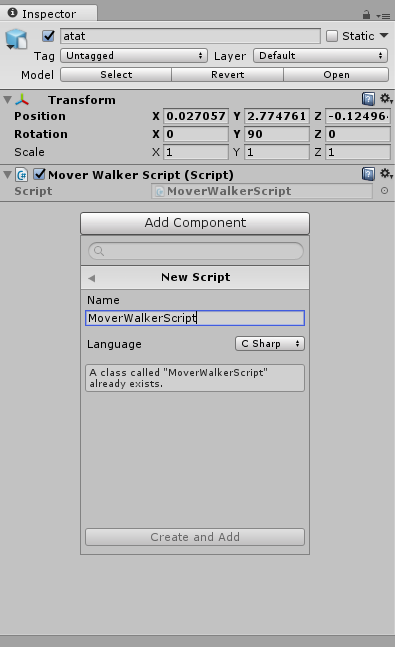 Inspector
atat
Static
Tag Untagged Layer Default
Model Select Revert Open
Transform
Position X 0.027057 Y 2.774761 Z -0.12496
Rotation X 0 Y 90 Z 0
Scale X 1 Y 1 Z 1
Mover Walker Script (Script)
Script MoverWalkerScript
Add Component
New Script
Name
MoverWalkerScript
Language C Sharp
A class called "MoverWalkerScript"
already exists.
Create and Add